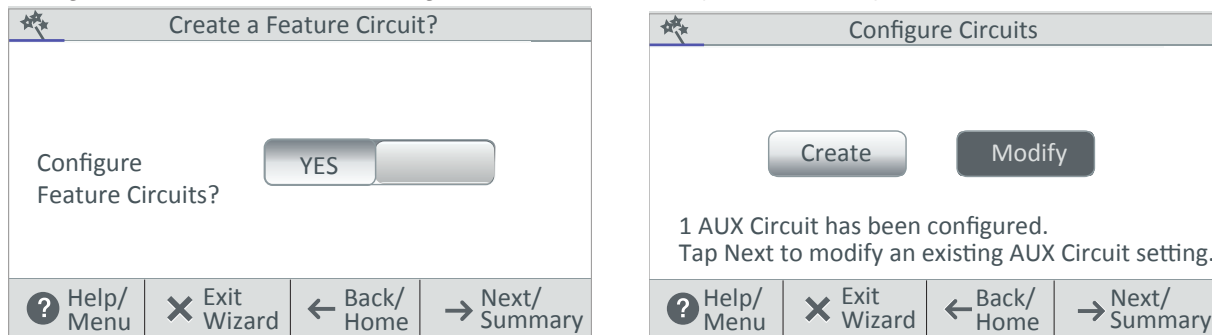 Create a Feature Circuit?
Configure
Feature Circuits?
YES
? Help/
Menu
Exit
Wizard
Back/
Home
Next/
Summary
Configure Circuits
Create
Modify
1 AUX Circuit has been configured.
Tap Next to modify an existing AUX Circuit setting.
? Help/
Menu
Exit
Wizard
Back/
Home
Next/
Summary